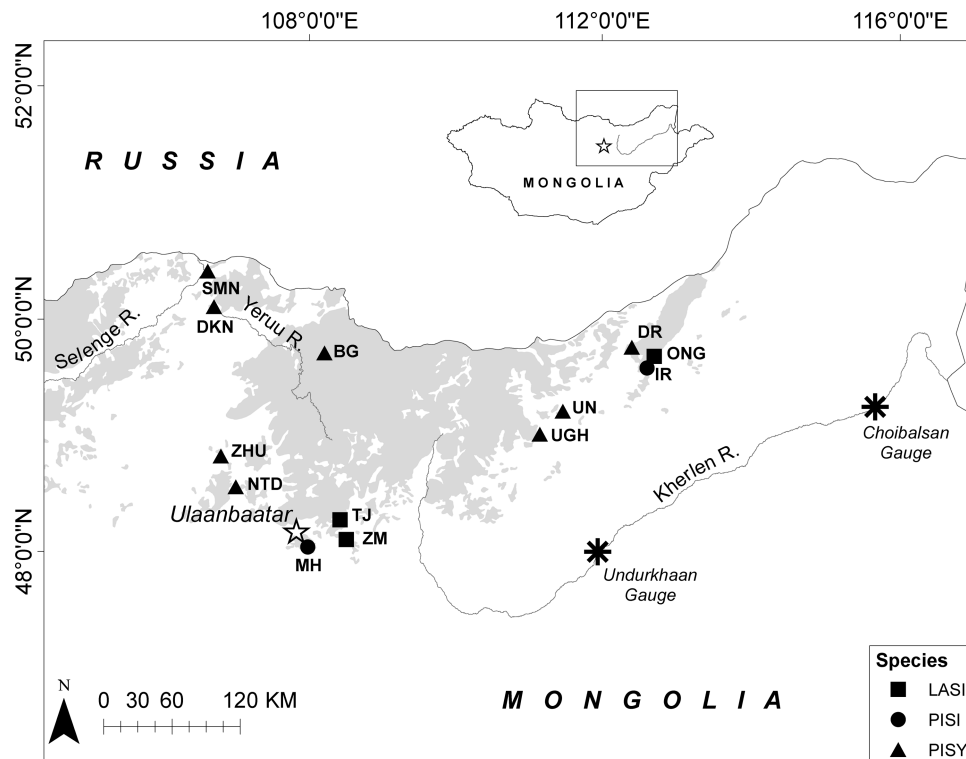 108°0'0"E
112°0'0"E
116°0'0"E
52°0'0"N
50°0'0"N
48°0'0"N
RUSSIA
MONGOLIA
SMN
DKN
Selenge R.
Yeruu R.
BG
DR
ONG
IR
UN
UGH
Choibalsan
Gauge
ZHU
NTD
Kherlen R.
Ulaanbaatar
TJ
ZM
MH
Undurkhaan
Gauge
N
0 30 60 120 KM
MONGOLIA
Species
LASI
PISI
PISY